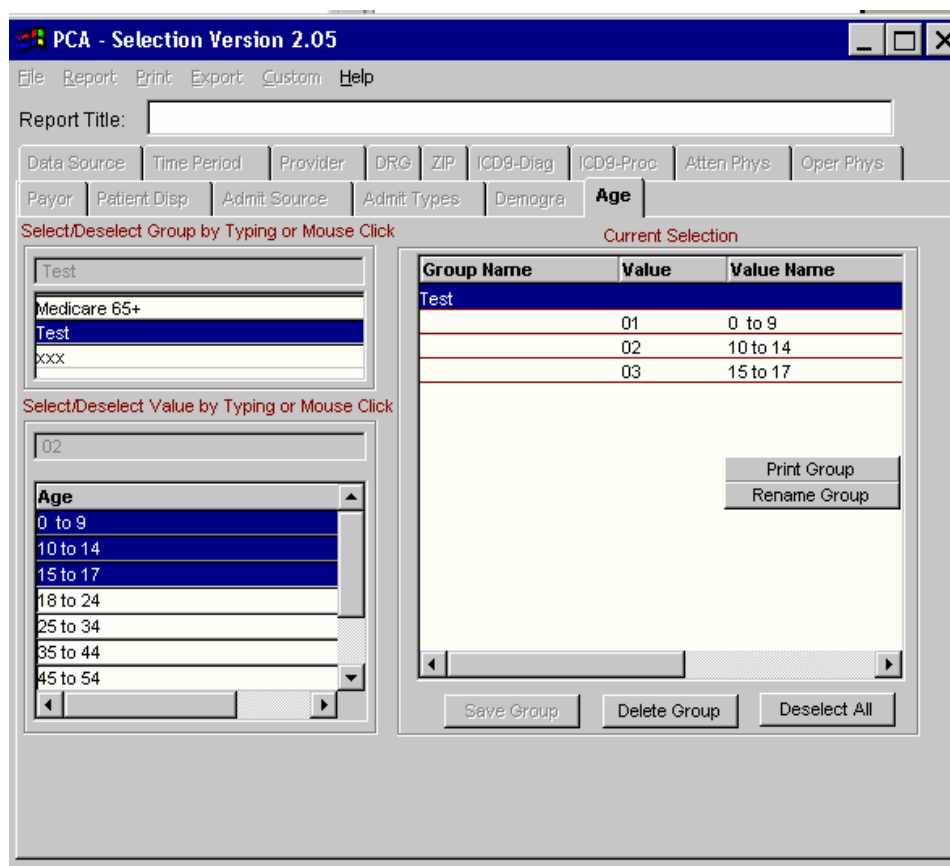 PCA - Selection Version 2.05
File Report Print Export Custom Help
Report Title:
Data Source Time Period Provider DRG ZIP ICD9-Diag ICD9-Proc Atten Phys Oper Phys
Payor Patient Disp Admit Source Admit Types Demogra Age
Select/Deselect Group by Typing or Mouse Click
Test
Medicare 65+
Test
xxx
Select/Deselect Value by Typing or Mouse Click
02
Age
0 to 9
10 to 14
15 to 17
18 to 24
25 to 34
35 to 44
45 to 54
Current Selection
Group Name Value Value Name
Test
01 0 to 9
02 10 to 14
03 15 to 17
Print Group
Rename Group
Save Group Delete Group Deselect All